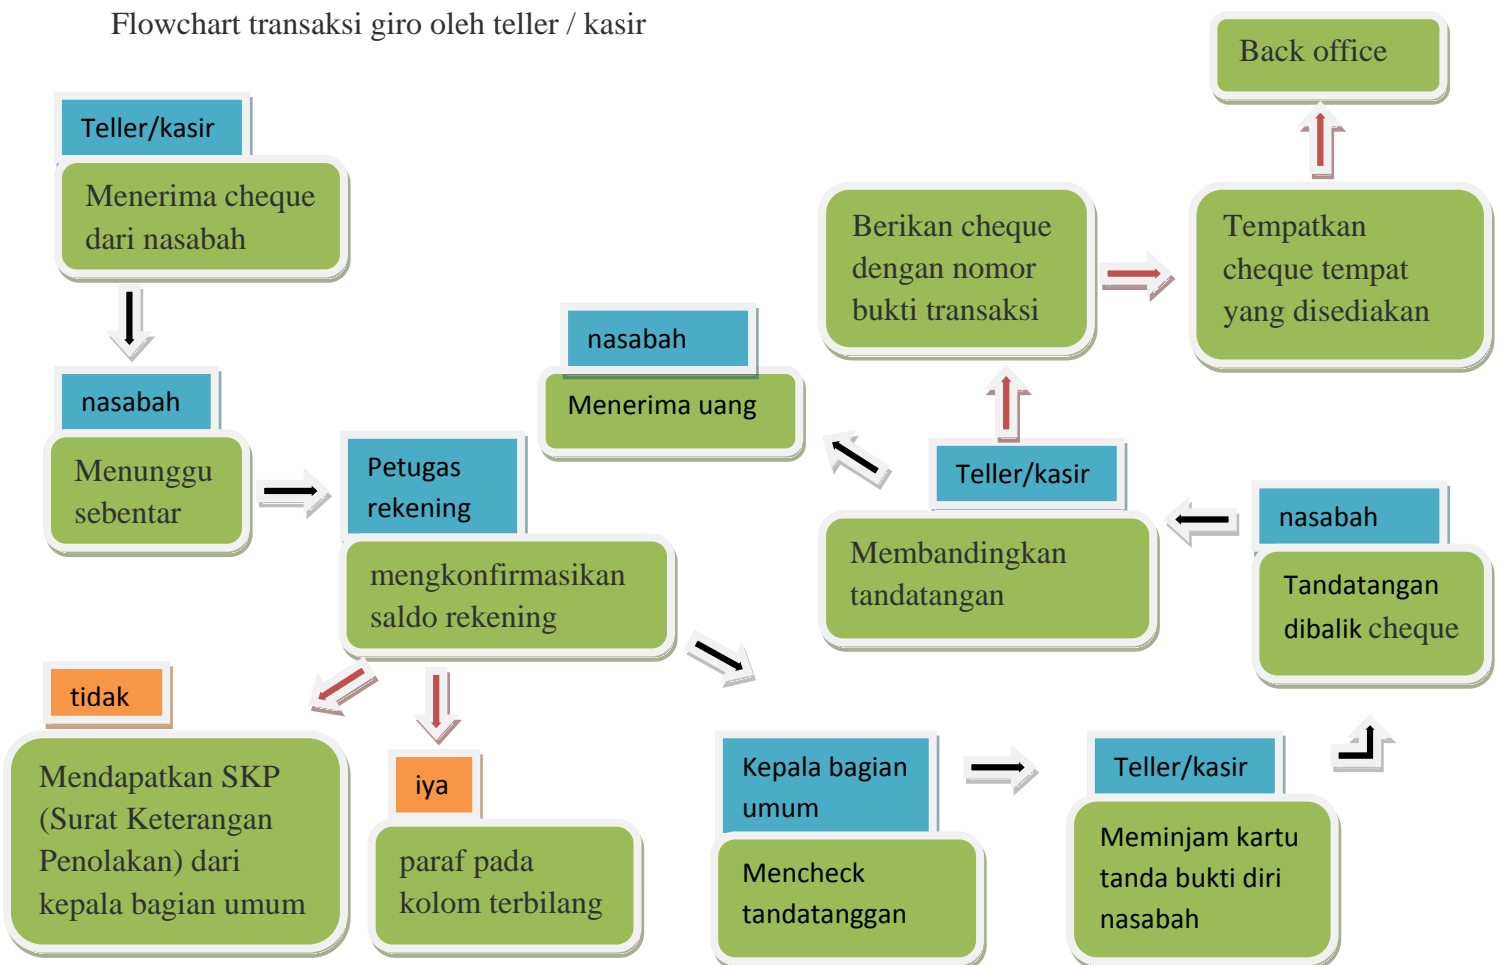 Flowchart transaksi giro oleh teller / kasir
Teller/kasir
Menerima cheque
dari nasabah
nasabah
Menunggu
sebentar
Petugas
rekening
mengkonfirmasikan
saldo rekening
tidak
Mendapatkan SKP
(Surat Keterangan
Penolakan) dari
kepala bagian umum
iya
paraf pada
kolom terbilang
Kepala bagian
umum
Mencheck
tandatanggan
Teller/kasir
Meminjam kartu
tanda bukti diri
nasabah
nasabah
Tandatangan
dibalik cheque
Teller/kasir
Membandingkan
tandatangan
nasabah
Menerima uang
Berikan cheque
dengan nomor
bukti transaksi
Tempatkan
cheque tempat
yang disediakan
Back office